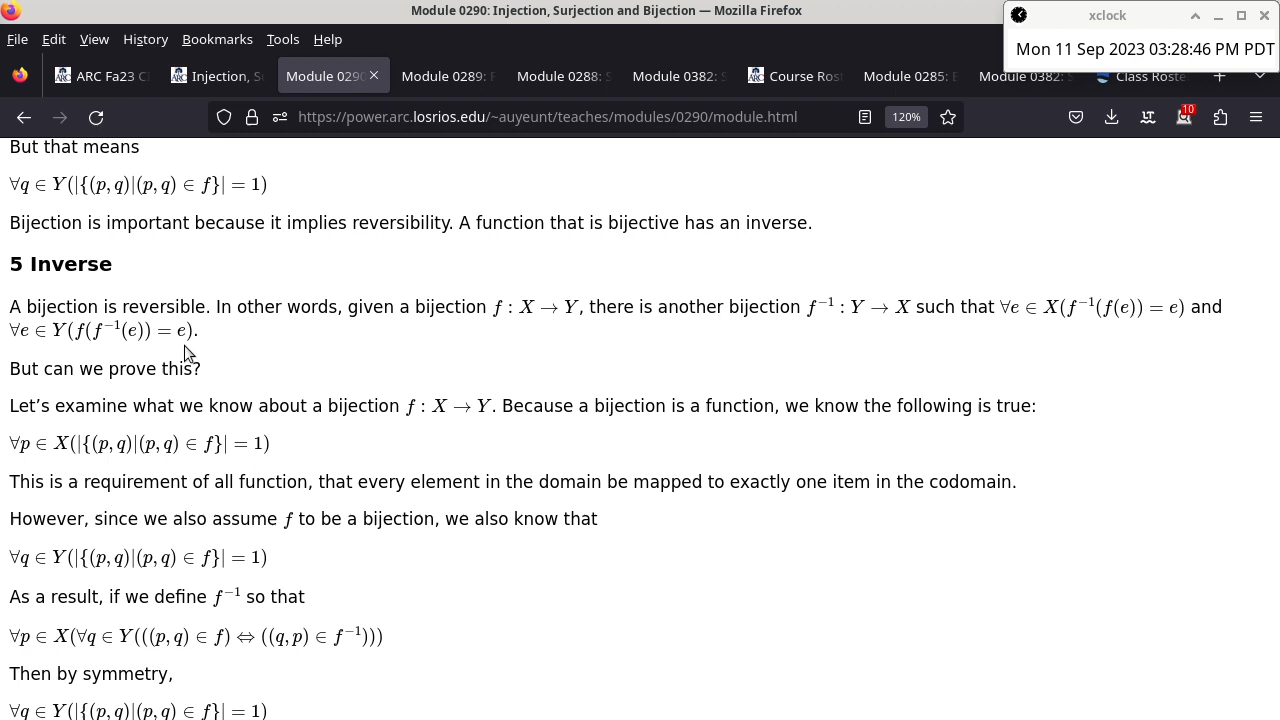 Module 0290: Injection, Surjection and Bijection — Mozilla Firefox
xclock
File Edit View History Bookmarks Tools Help
Mon 11 Sep 2023 03:28:46 PM PDT
ARC Fa23 C
Injection, S
Module 0290
Module 0289: F
Module 0288: S
Module 0382: S
Course Ros
Module 0285: E
Module 0382: S
Class Roste
https://power.arc.losrios.edu/~auyeunt/teaches/modules/0290/module.html
120%
10
But that means
∀q ∈ Y(|{(p, q)|(p, q) ∈ f}| = 1)
Bijection is important because it implies reversibility. A function that is bijective has an inverse.
5 Inverse
A bijection is reversible. In other words, given a bijection f : X → Y, there is another bijection f⁻¹ : Y → X such that ∀e ∈ X(f⁻¹(f(e)) = e) and
∀e ∈ Y(f(f⁻¹(e)) = e).
But can we prove this?
Let’s examine what we know about a bijection f : X → Y. Because a bijection is a function, we know the following is true:
∀p ∈ X(|{(p, q)|(p, q) ∈ f}| = 1)
This is a requirement of all function, that every element in the domain be mapped to exactly one item in the codomain.
However, since we also assume f to be a bijection, we also know that
∀q ∈ Y(|{(p, q)|(p, q) ∈ f}| = 1)
As a result, if we define f⁻¹ so that
∀p ∈ X(∀q ∈ Y(((p, q) ∈ f) ⇔ ((q, p) ∈ f⁻¹)))
Then by symmetry,
∀q ∈ Y(|{(p, q)|(p, q) ∈ f}| = 1)